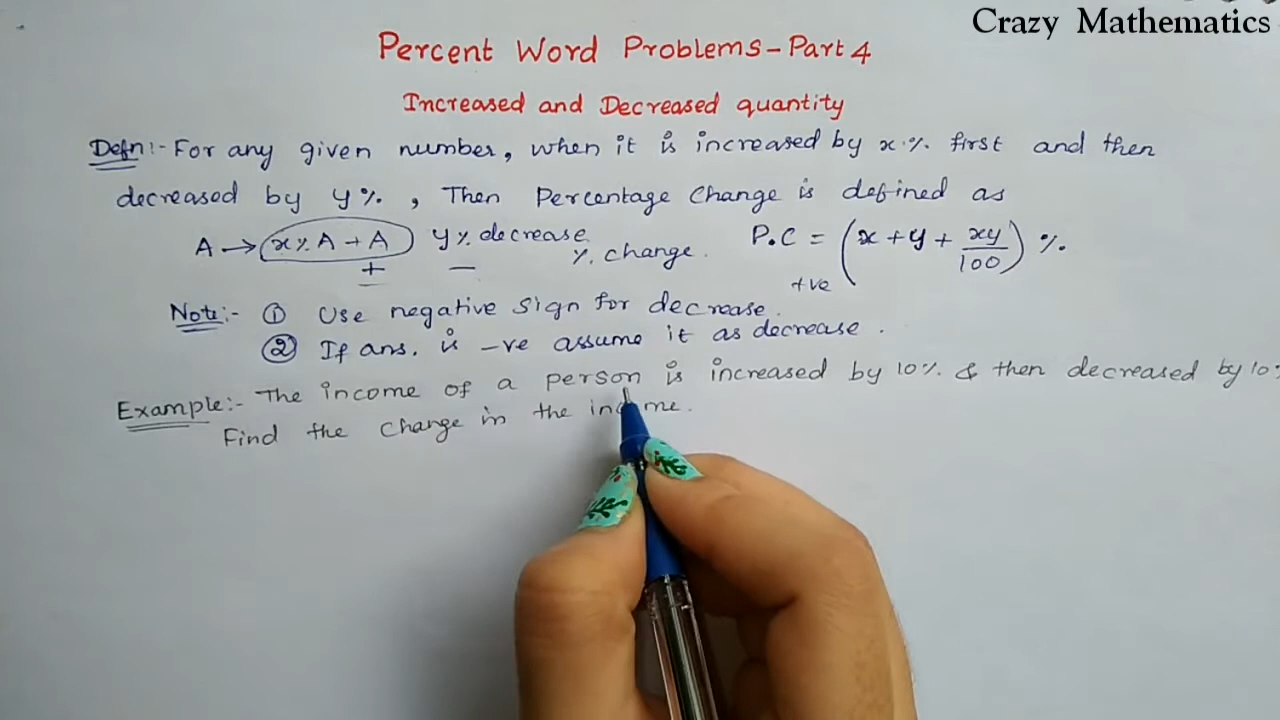 Crazy Mathematics
Percent Word Problems - Part 4
Increased and Decreased quantity
Defn:- For any given number, when it is increased by x% first and then
decreased by y%, Then Percentage Change is defined as
A → x% A + A y% decrease % change. P.C = (x + y + xy/100) %
+ — +ve
Note:- ① Use negative sign for decrease.
② If ans. is -ve assume it as decrease.
Example:- The income of a person is increased by 10% & then decreased by 10%
Find the change in the income.